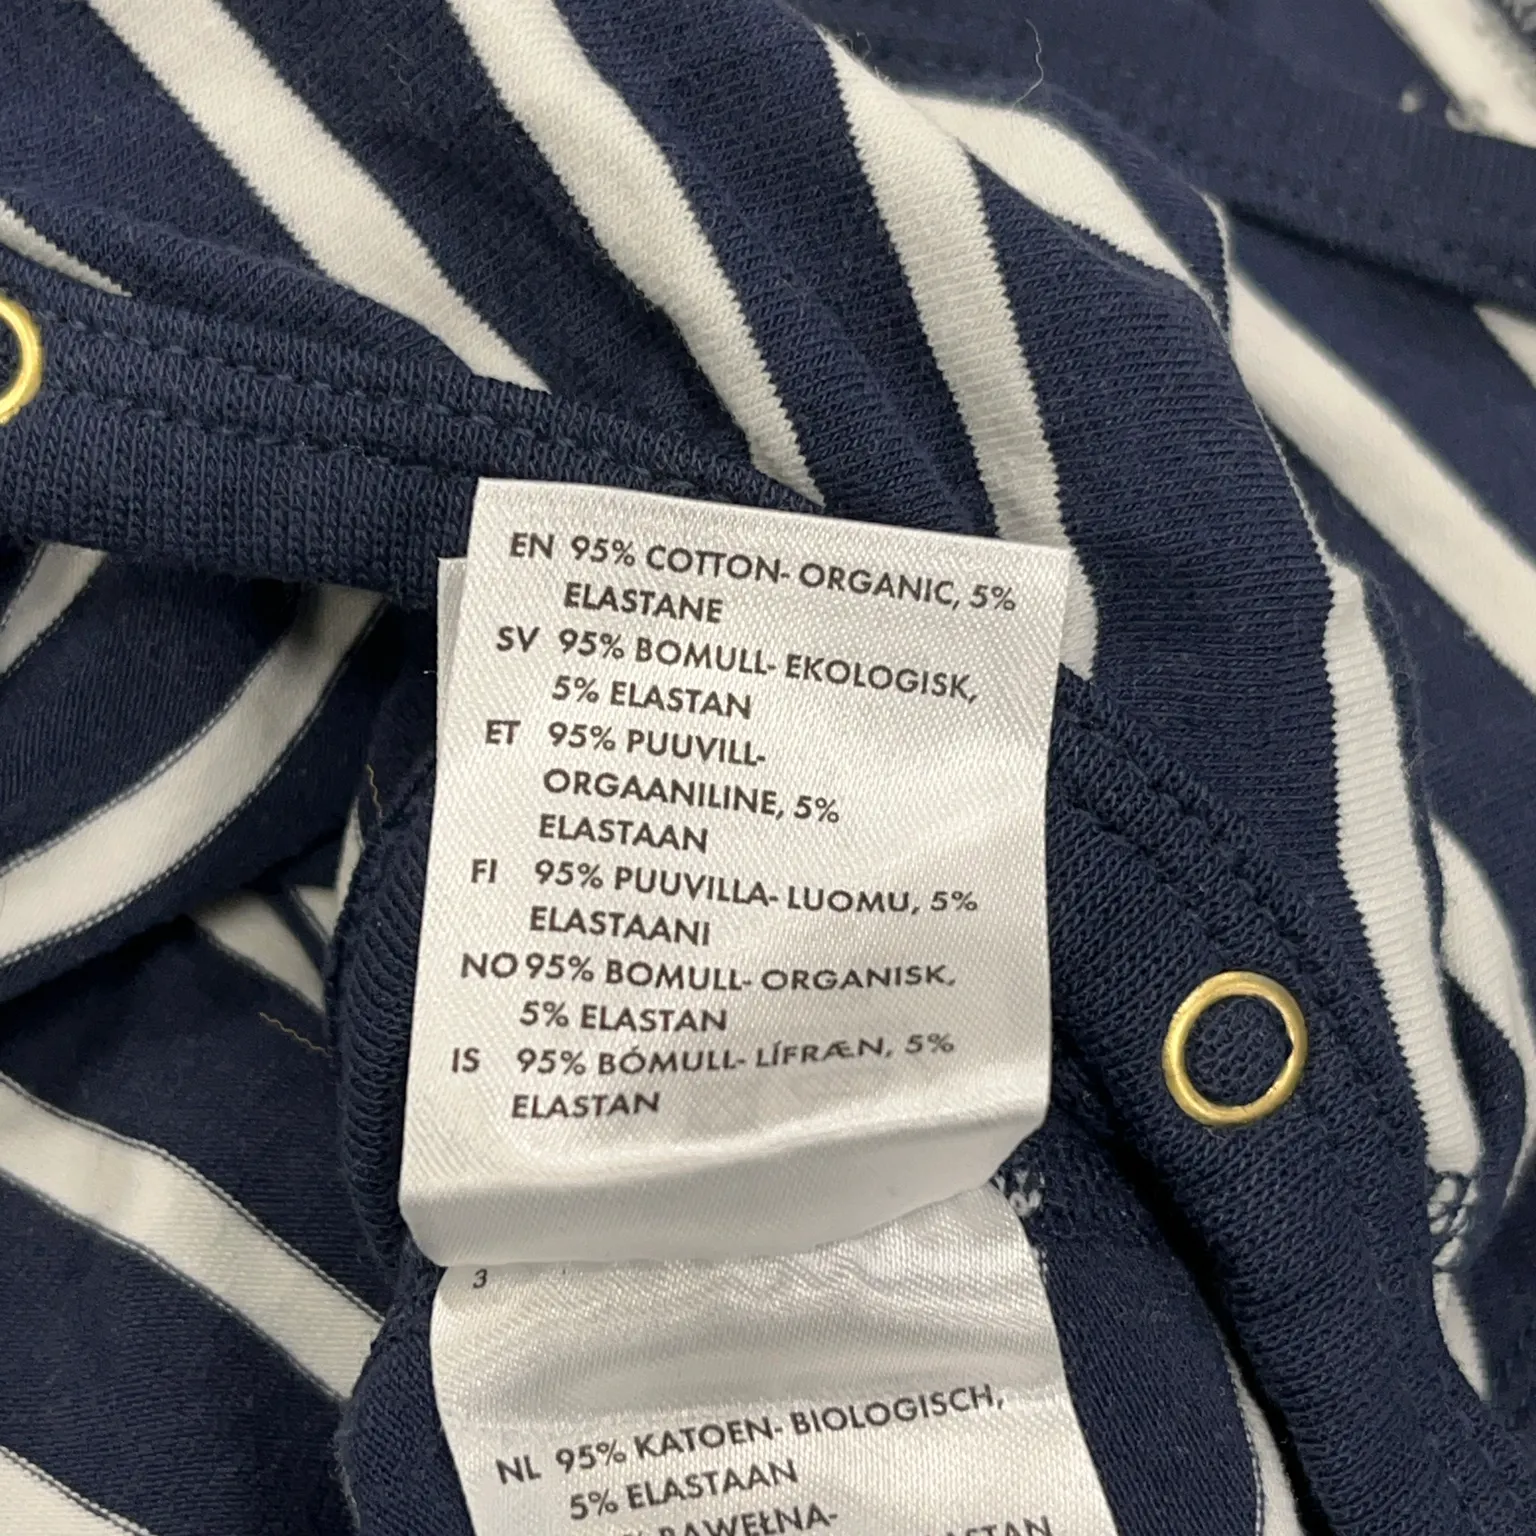 EN 95% COTTON- ORGANIC, 5%
ELASTANE
SV 95% BOMULL- EKOLOGISK,
5% ELASTAN
ET 95% PUUVILL-
ORGAANILINE, 5%
ELASTAAN
FI 95% PUUVILLA- LUOMU, 5%
ELASTAANI
NO 95% BOMULL- ORGANISK,
5% ELASTAN
IS 95% BÓMULL- LÍFRÆN, 5%
ELASTAN
3
NL 95% KATOEN- BIOLOGISCH,
5% ELASTAAN
BAWEŁNA-